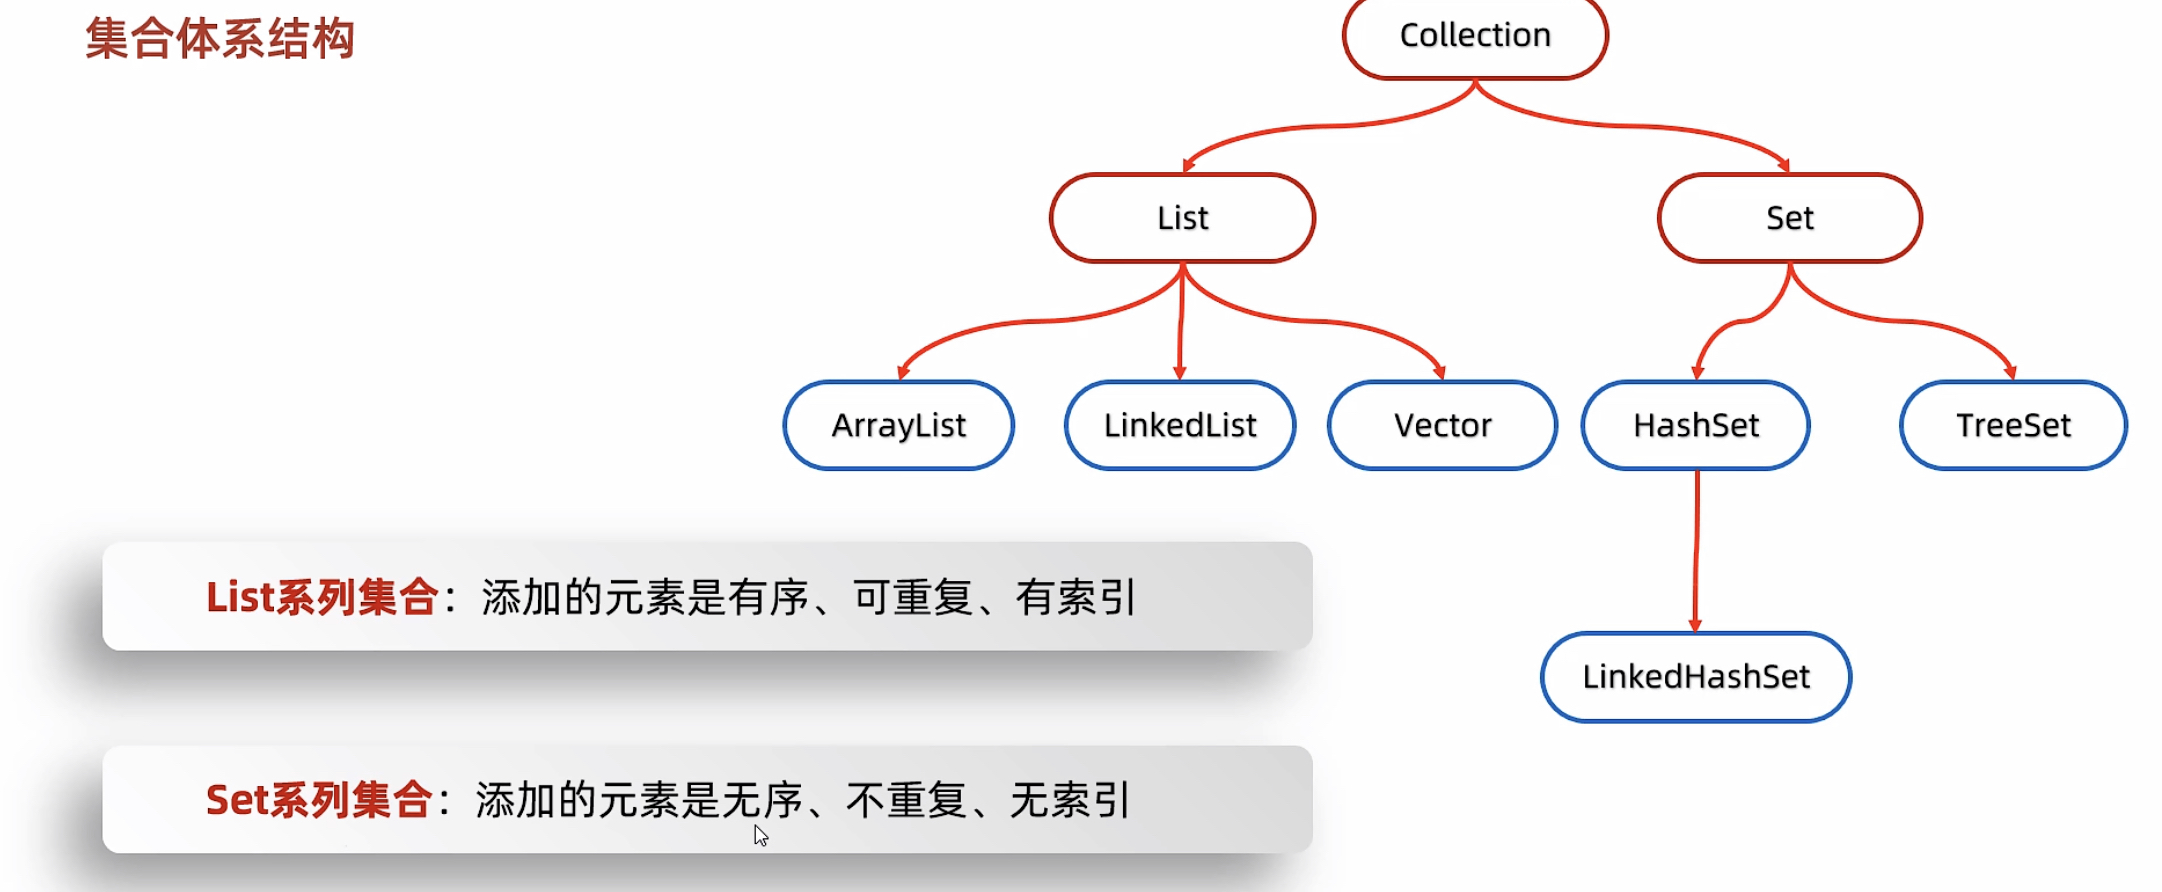 集合体系结构
Collection
List
Set
ArrayList
LinkedList
Vector
HashSet
TreeSet
LinkedHashSet
List系列集合：添加的元素是有序、可重复、有索引
Set系列集合：添加的元素是无序、不重复、无索引